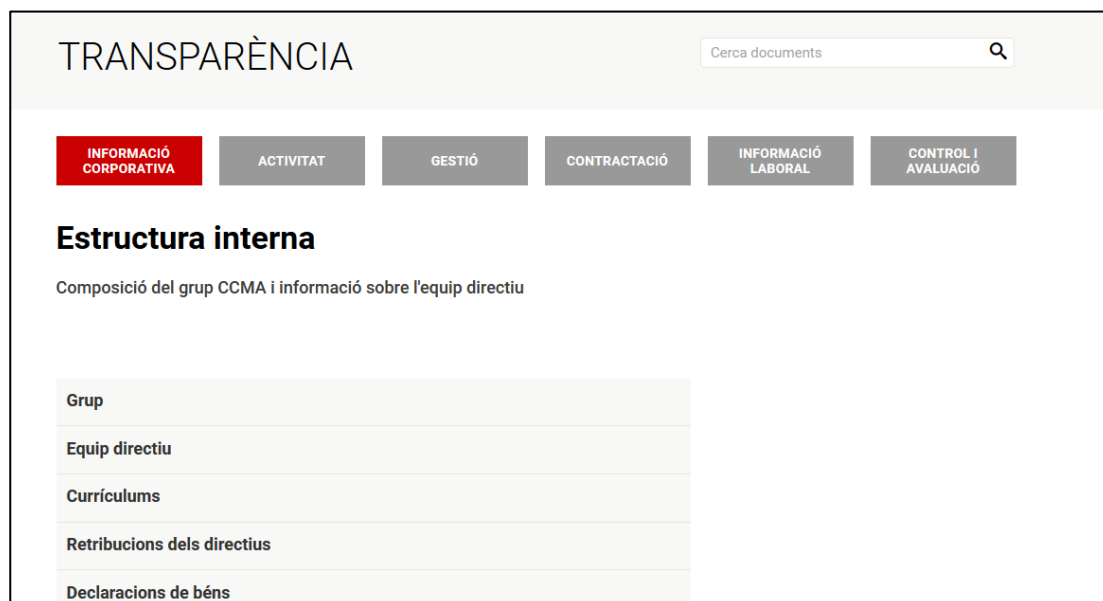 TRANSPARÈNCIA
Cerca documents
INFORMACIÓ
CORPORATIVA
ACTIVITAT
GESTIÓ
CONTRACTACIÓ
INFORMACIÓ
LABORAL
CONTROL I
AVALUACIÓ
Estructura interna
Composició del grup CCMA i informació sobre l'equip directiu
Grup
Equip directiu
Currículums
Retribucions dels directius
Declaracions de béns